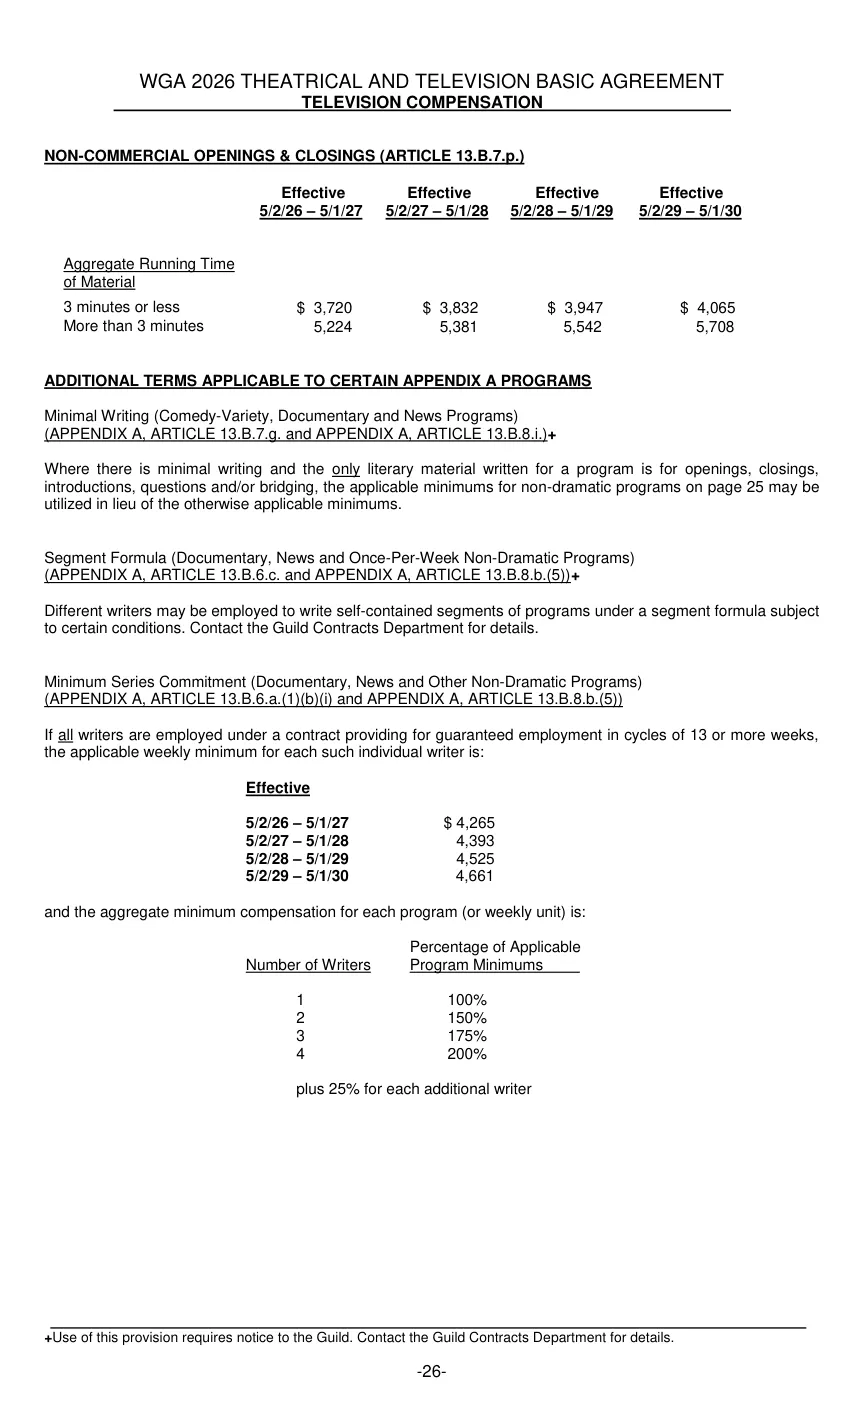 WGA 2026 THEATRICAL AND TELEVISION BASIC AGREEMENT
TELEVISION COMPENSATION
NON-COMMERCIAL OPENINGS & CLOSINGS (ARTICLE 13.B.7.p.)
Effective Effective Effective Effective
5/2/26 – 5/1/27 5/2/27 – 5/1/28 5/2/28 – 5/1/29 5/2/29 – 5/1/30
Aggregate Running Time
of Material
3 minutes or less $ 3,720 $ 3,832 $ 3,947 $ 4,065
More than 3 minutes 5,224 5,381 5,542 5,708
ADDITIONAL TERMS APPLICABLE TO CERTAIN APPENDIX A PROGRAMS
Minimal Writing (Comedy-Variety, Documentary and News Programs)
(APPENDIX A, ARTICLE 13.B.7.g. and APPENDIX A, ARTICLE 13.B.8.i.)+
Where there is minimal writing and the only literary material written for a program is for openings, closings,
introductions, questions and/or bridging, the applicable minimums for non-dramatic programs on page 25 may be
utilized in lieu of the otherwise applicable minimums.
Segment Formula (Documentary, News and Once-Per-Week Non-Dramatic Programs)
(APPENDIX A, ARTICLE 13.B.6.c. and APPENDIX A, ARTICLE 13.B.8.b.(5))+
Different writers may be employed to write self-contained segments of programs under a segment formula subject
to certain conditions. Contact the Guild Contracts Department for details.
Minimum Series Commitment (Documentary, News and Other Non-Dramatic Programs)
(APPENDIX A, ARTICLE 13.B.6.a.(1)(b)(i) and APPENDIX A, ARTICLE 13.B.8.b.(5))
If all writers are employed under a contract providing for guaranteed employment in cycles of 13 or more weeks,
the applicable weekly minimum for each such individual writer is:
Effective
5/2/26 – 5/1/27 $ 4,265
5/2/27 – 5/1/28 4,393
5/2/28 – 5/1/29 4,525
5/2/29 – 5/1/30 4,661
and the aggregate minimum compensation for each program (or weekly unit) is:
Percentage of Applicable
Number of Writers Program Minimums
1 100%
2 150%
3 175%
4 200%
plus 25% for each additional writer
+Use of this provision requires notice to the Guild. Contact the Guild Contracts Department for details.
-26-